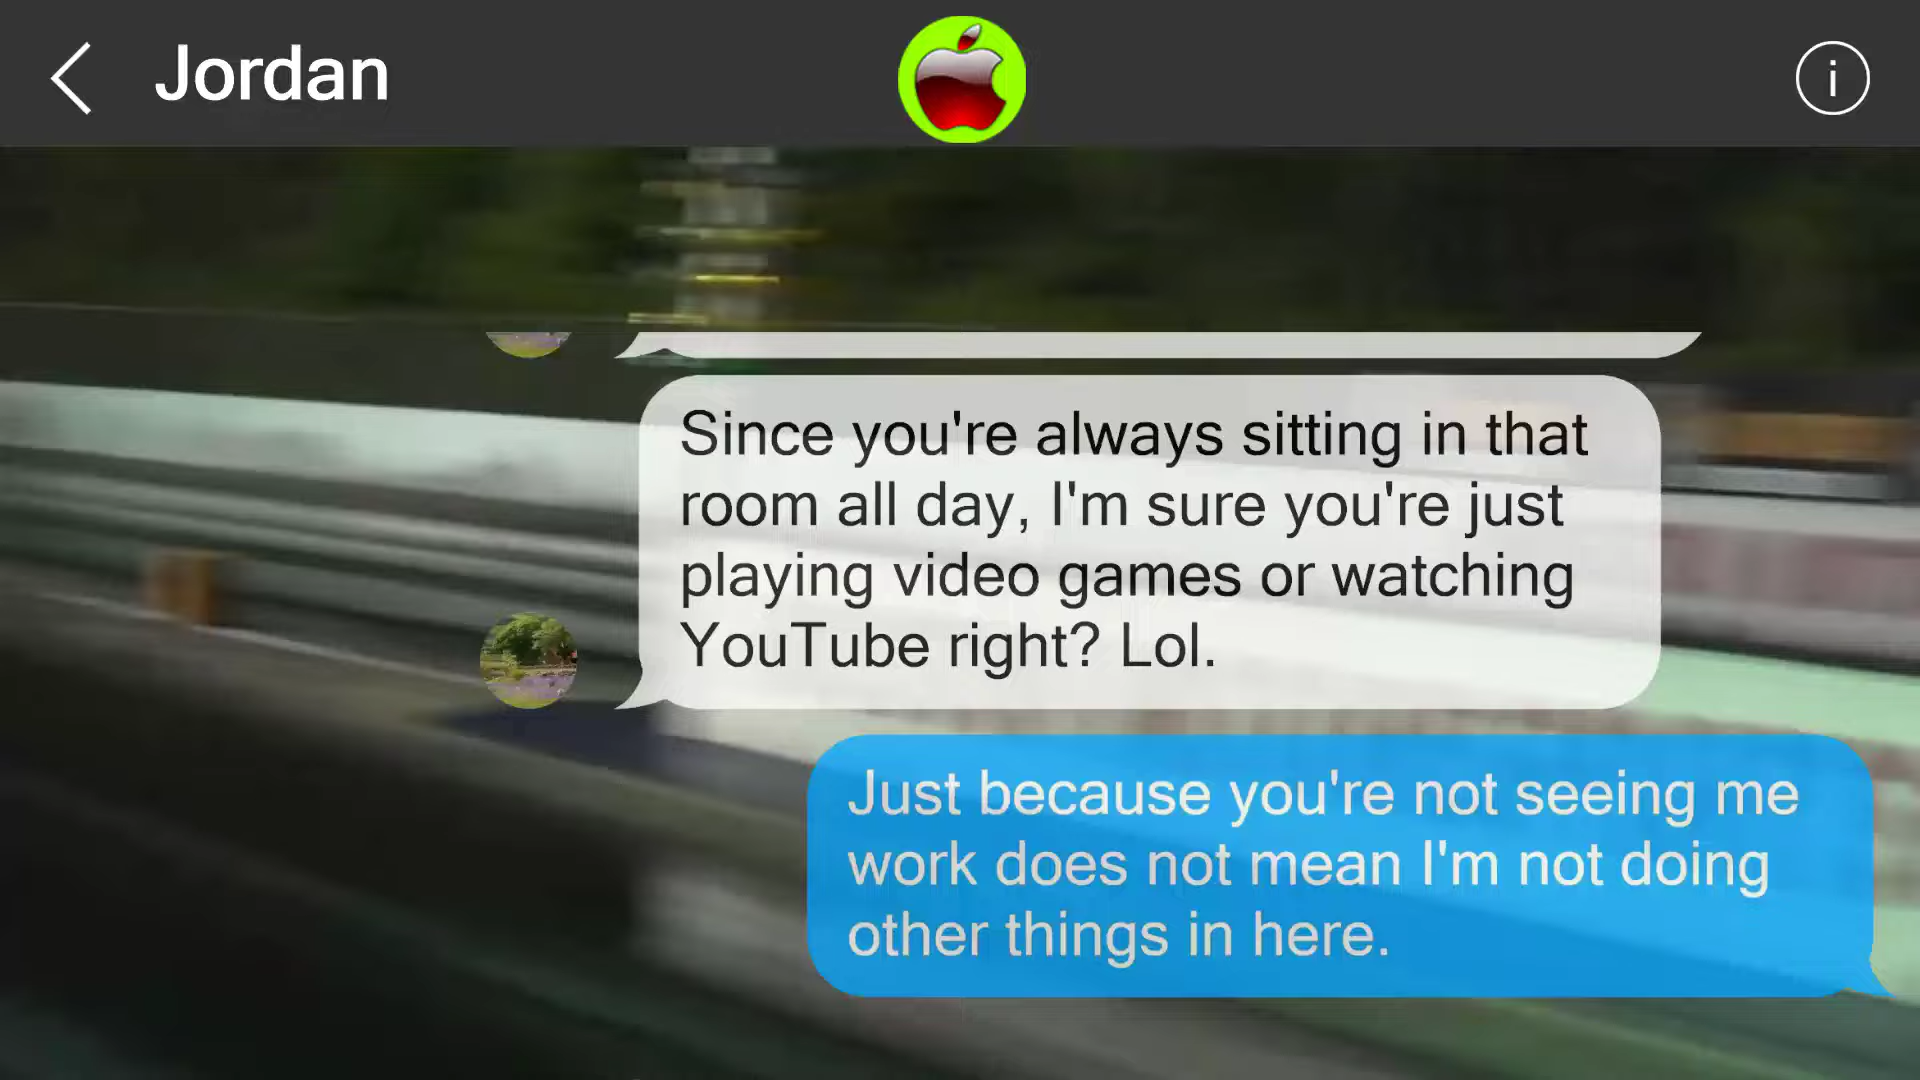 Jordan
i
Since you're always sitting in that
room all day, I'm sure you're just
playing video games or watching
YouTube right? Lol.
Just because you're not seeing me
work does not mean I'm not doing
other things in here.